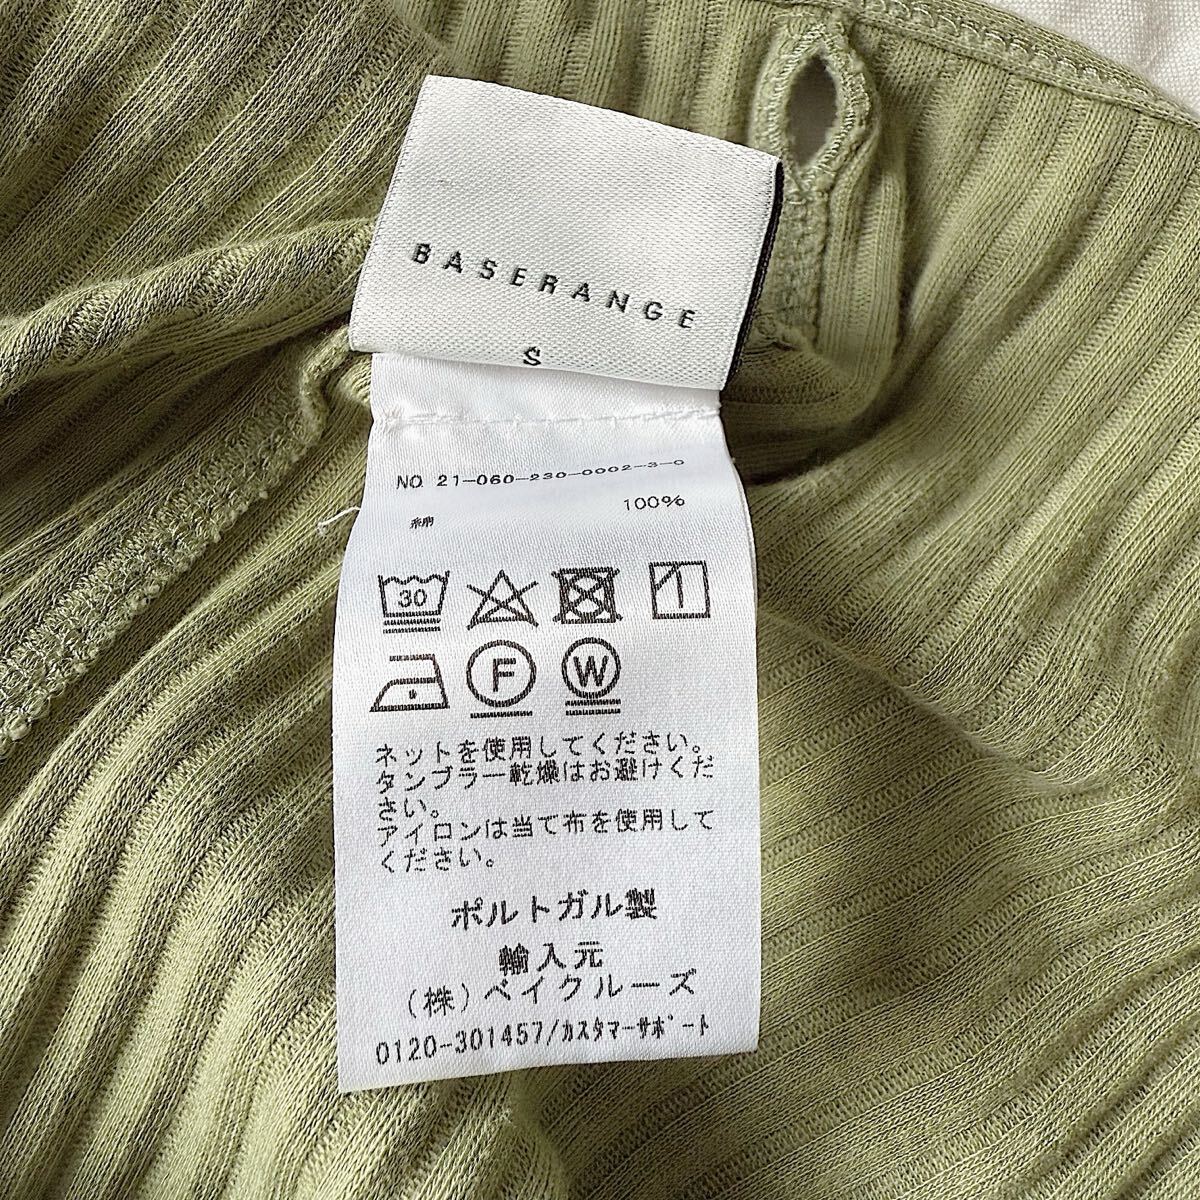 BASERANGE
S
NO 21-060-230-0002-3-0
綿 100%
30
F W
ネットを使用してください。
タンブラー乾燥はお避けくだ
さい。
アイロンは当て布を使用して
ください。
ポルトガル製
輸入元
(株)ベイクルーズ
0120-301457/カスタマーサポート